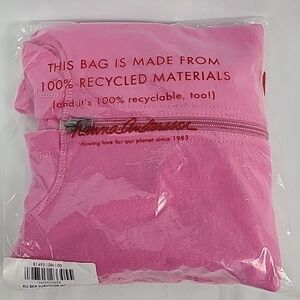 THIS BAG IS MADE FROM
100% RECYCLED MATERIALS
(and it's 100% recyclable, too!)
Hanna Andersson
showing love for our planet since 1983